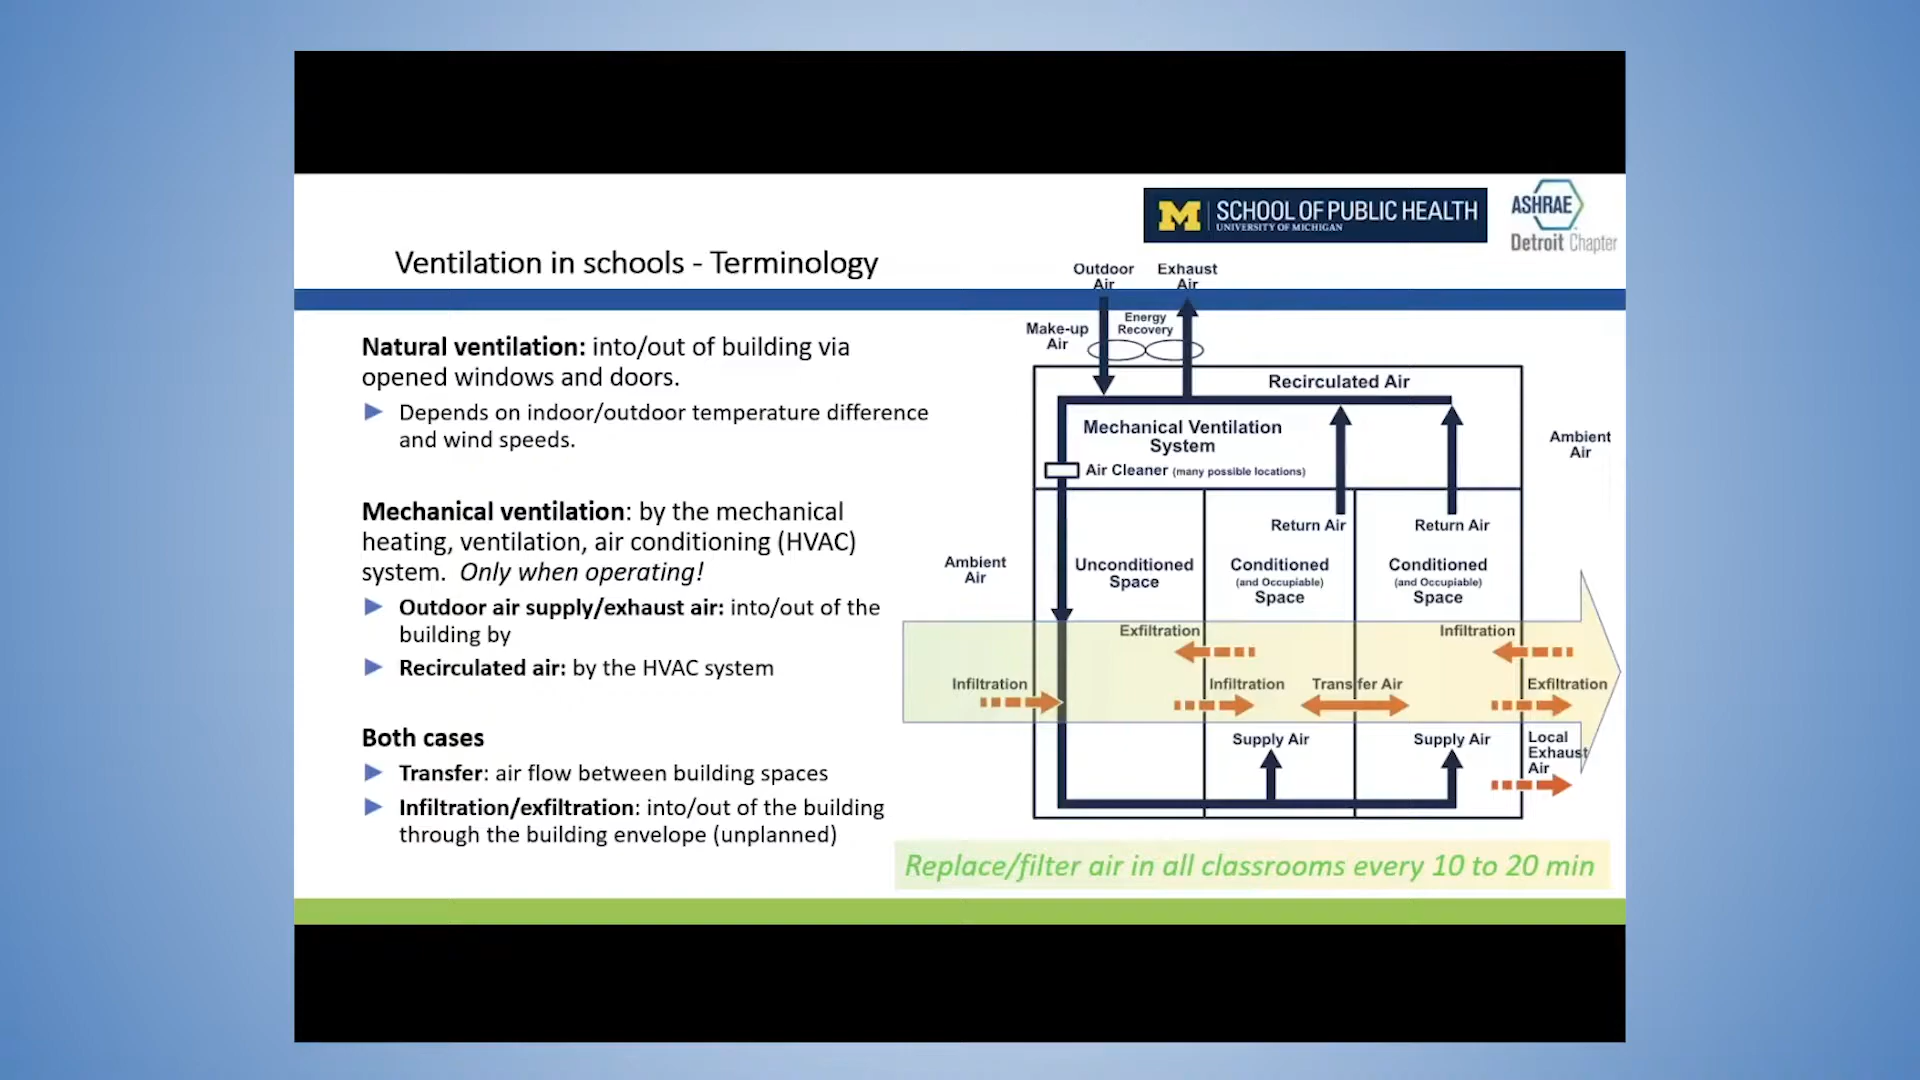 M SCHOOL OF PUBLIC HEALTH
UNIVERSITY OF MICHIGAN
ASHRAE
Detroit Chapter
Ventilation in schools - Terminology
Natural ventilation: into/out of building via
opened windows and doors.
Depends on indoor/outdoor temperature difference
and wind speeds.
Mechanical ventilation: by the mechanical
heating, ventilation, air conditioning (HVAC)
system. Only when operating!
Outdoor air supply/exhaust air: into/out of the
building by
Recirculated air: by the HVAC system
Both cases
Transfer: air flow between building spaces
Infiltration/exfiltration: into/out of the building
through the building envelope (unplanned)
Outdoor
Air
Exhaust
Air
Make-up
Air
Energy
Recovery
Recirculated Air
Mechanical Ventilation
System
Air Cleaner (many possible locations)
Ambient
Air
Return Air
Return Air
Ambient
Air
Unconditioned
Space
Conditioned
(and Occupiable)
Space
Conditioned
(and Occupiable)
Space
Exfiltration
Infiltration
Infiltration
Infiltration
Transfer Air
Exfiltration
Supply Air
Supply Air
Local
Exhaust
Air
Replace/filter air in all classrooms every 10 to 20 min